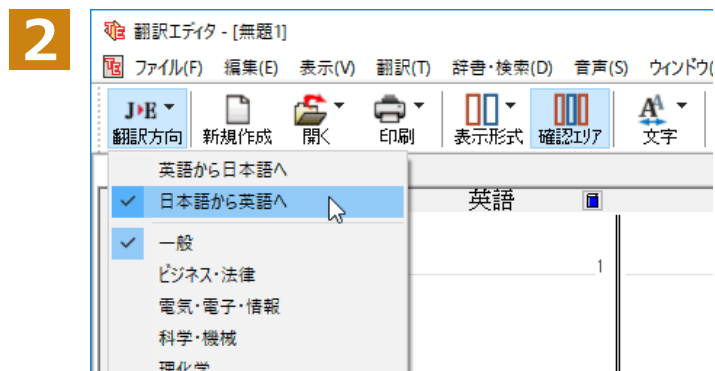 2
翻訳エディタ - [無題1]
ファイル(F) 編集(E) 表示(V) 翻訳(T) 辞書・検索(D) 音声(S) ウィンドウ(
J▸E
翻訳方向 新規作成 開く 印刷 表示形式 確認エリア 文字
英語から日本語へ
日本語から英語へ
英語
一般
1
ビジネス・法律
電気・電子・情報
科学・機械
理化学